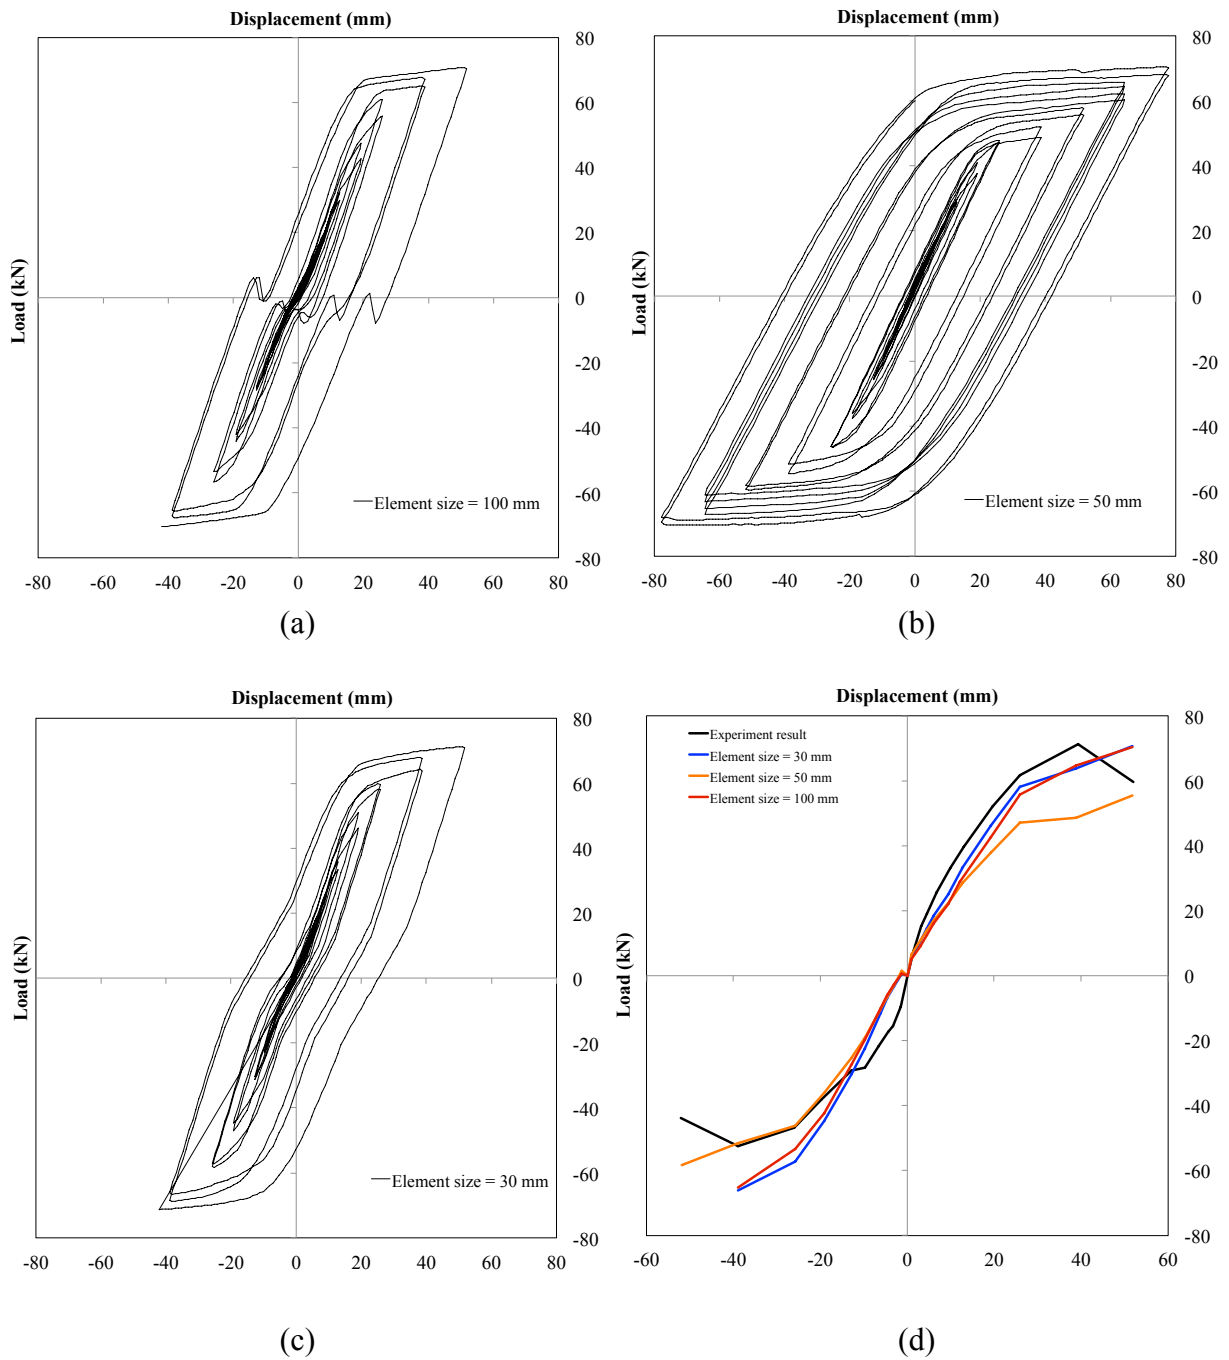 Displacement (mm)
80
60
40
20
0
-20
-40
-60
-80
Load (kN)
Element size = 100 mm
-80 -60 -40 -20 0 20 40 60 80
(a)
Displacement (mm)
80
60
40
20
0
-20
-40
-60
-80
Load (kN)
Element size = 50 mm
-80 -60 -40 -20 0 20 40 60 80
(b)
Displacement (mm)
80
60
40
20
0
-20
-40
-60
-80
Load (kN)
Element size = 30 mm
-80 -60 -40 -20 0 20 40 60 80
(c)
Displacement (mm)
Experiment result
Element size = 30 mm
Element size = 50 mm
Element size = 100 mm
80
60
40
20
0
-20
-40
-60
-80
Load (kN)
-60 -40 -20 0 20 40 60
(d)